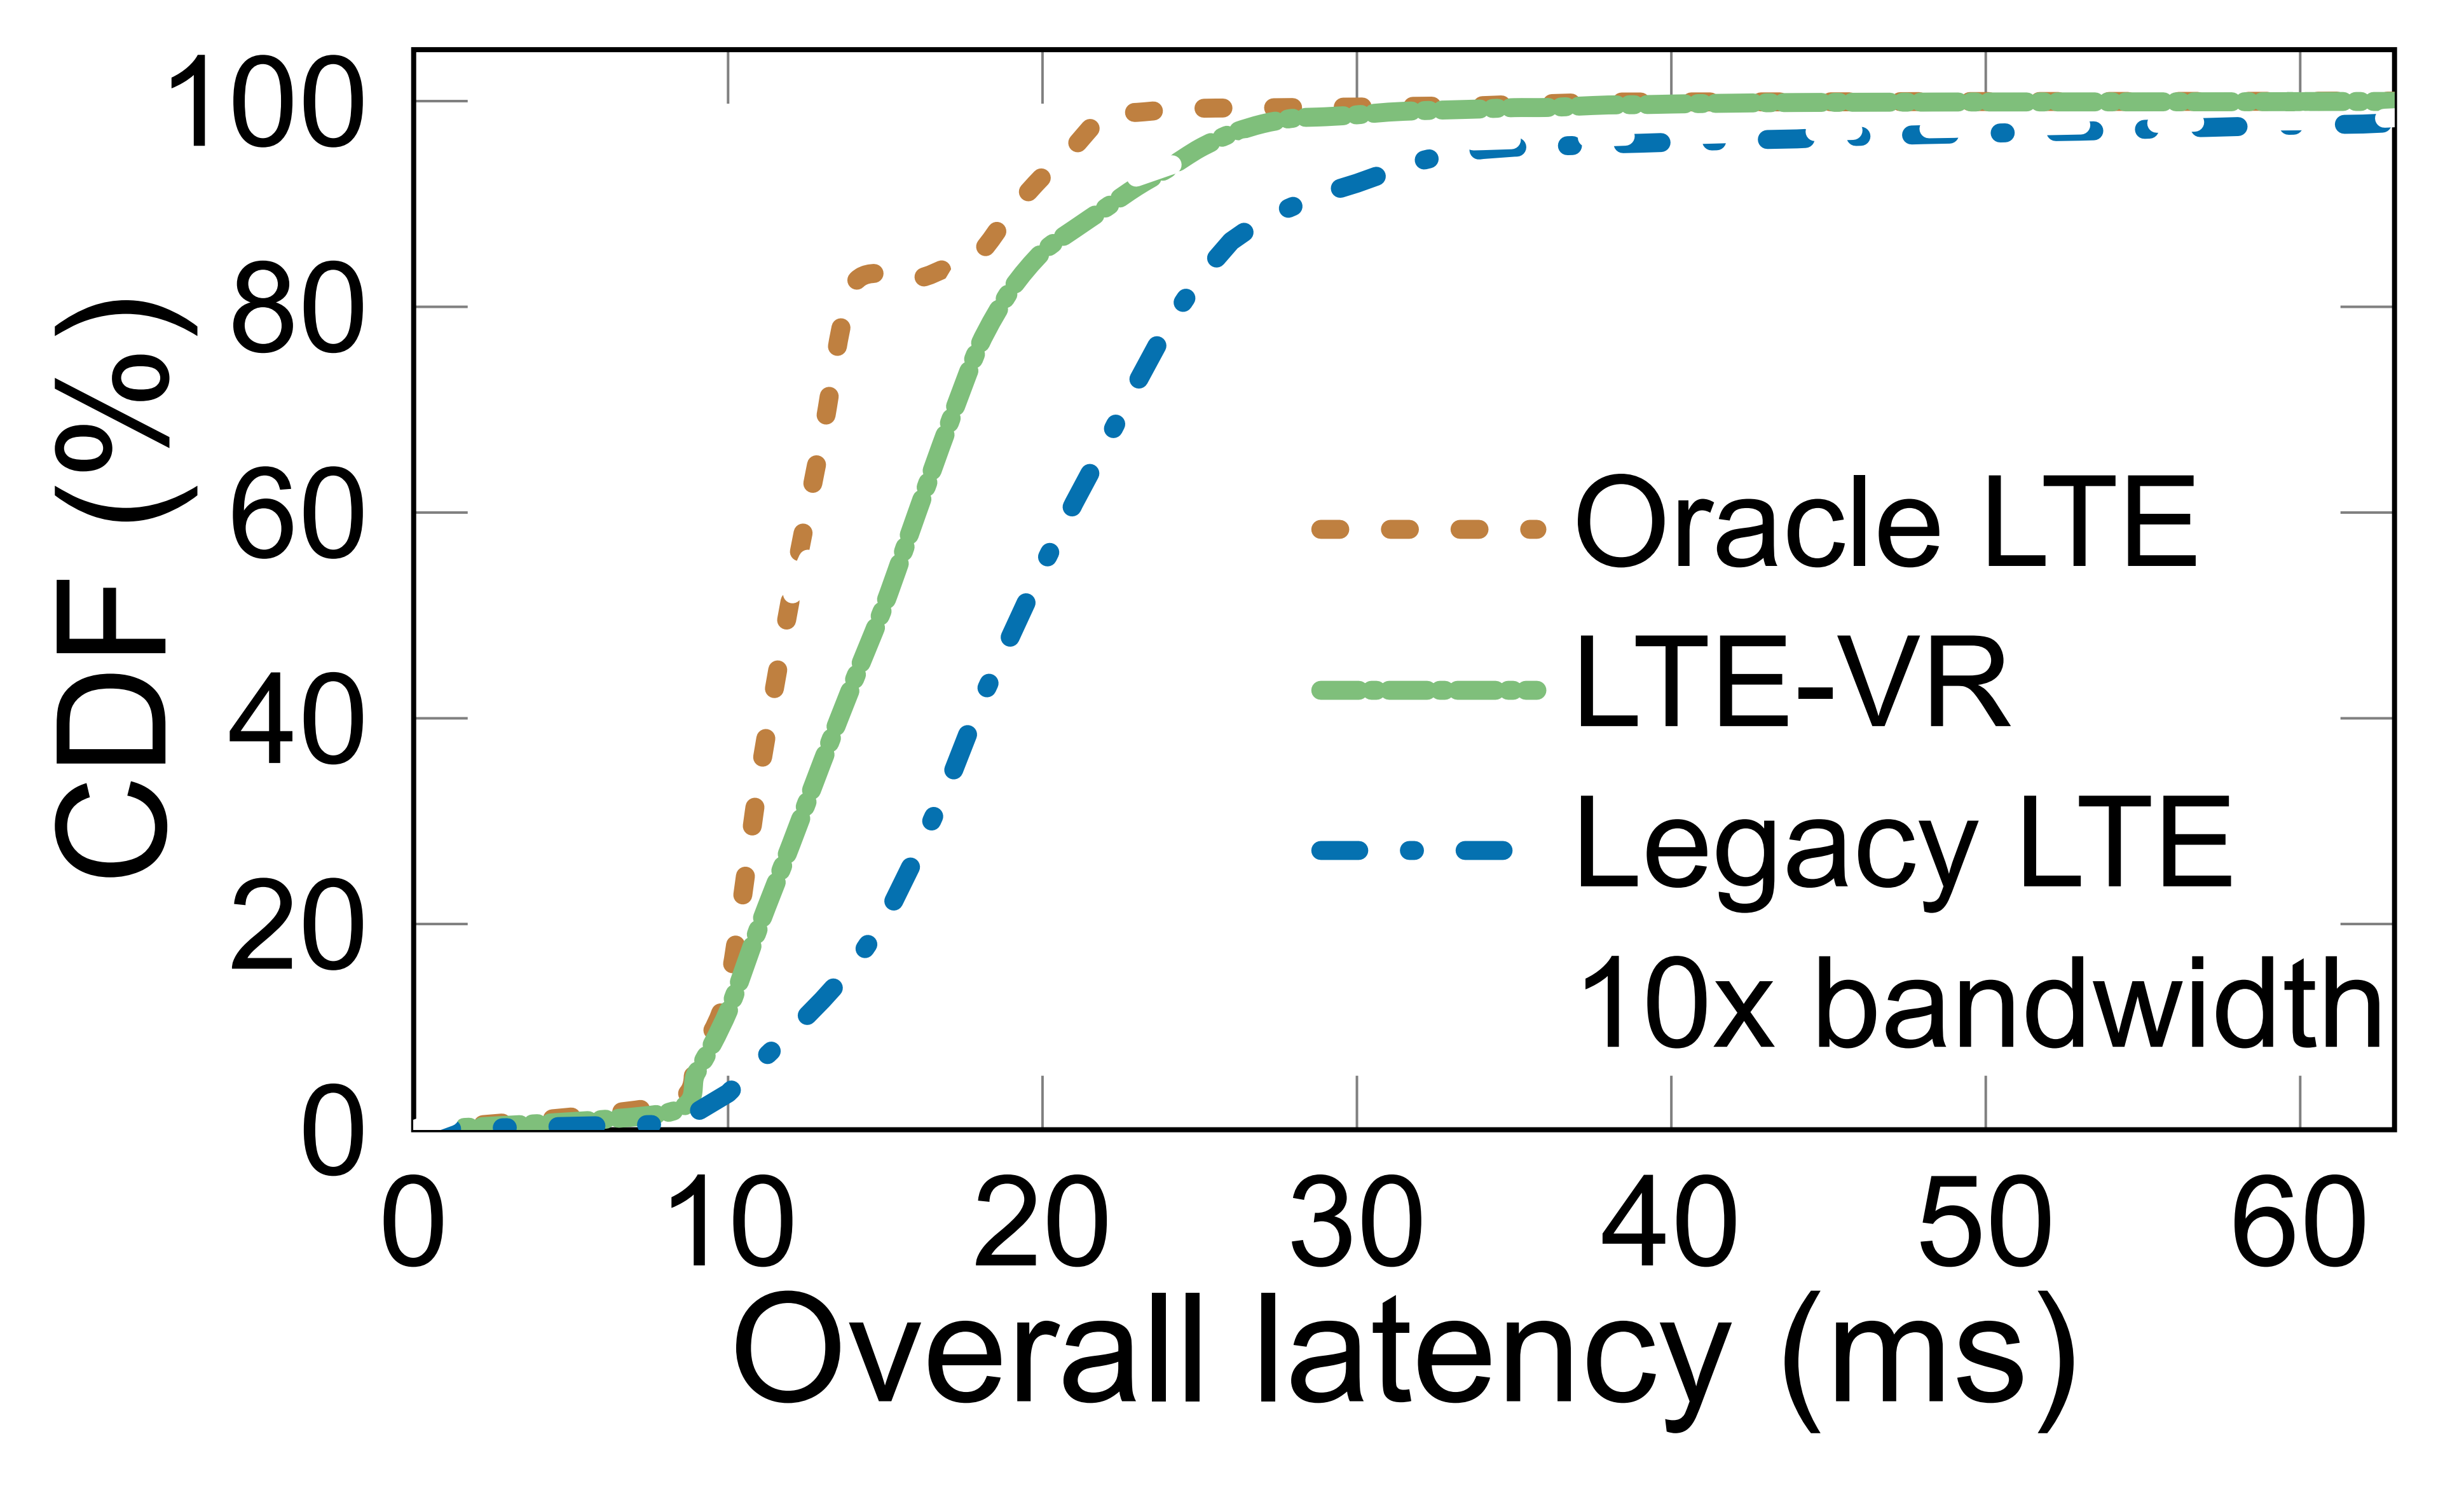 CDF (%)
100
80
60
40
20
0
Oracle LTE
LTE-VR
Legacy LTE
10x bandwidth
0 10 20 30 40 50 60
Overall latency (ms)